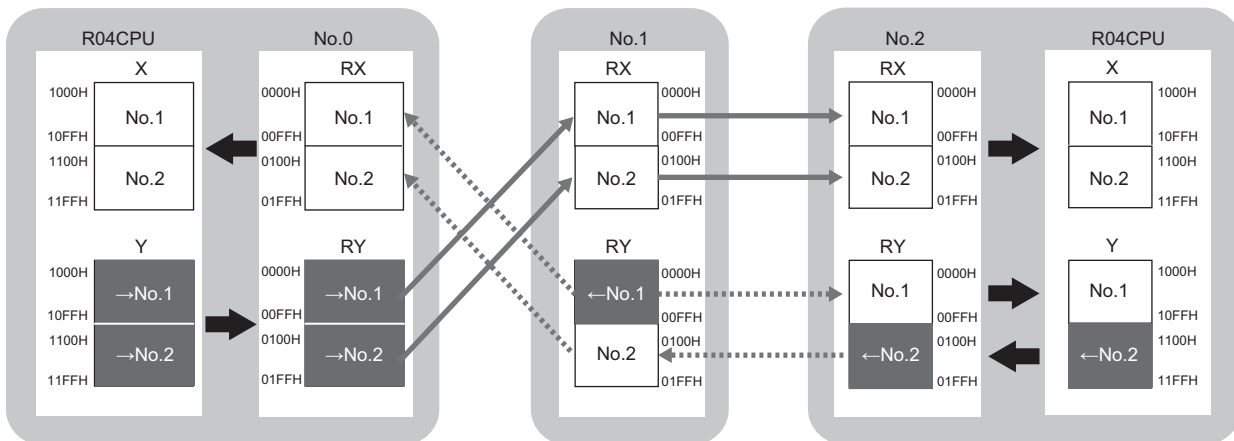 R04CPU No.0 No.1 No.2 R04CPU
X RX RX RX X
1000H 0000H 0000H 0000H 1000H
No.1 No.1 No.1 No.1 No.1
10FFH 00FFH 00FFH 00FFH 10FFH
1100H 0100H 0100H 0100H 1100H
No.2 No.2 No.2 No.2 No.2
11FFH 01FFH 01FFH 01FFH 11FFH
Y RY RY RY Y
1000H 0000H 0000H 0000H 1000H
→No.1 →No.1 ←No.1 No.1 No.1
10FFH 00FFH 00FFH 00FFH 10FFH
1100H 0100H 0100H 0100H 1100H
→No.2 →No.2 No.2 ←No.2 ←No.2
11FFH 01FFH 01FFH 01FFH 11FFH